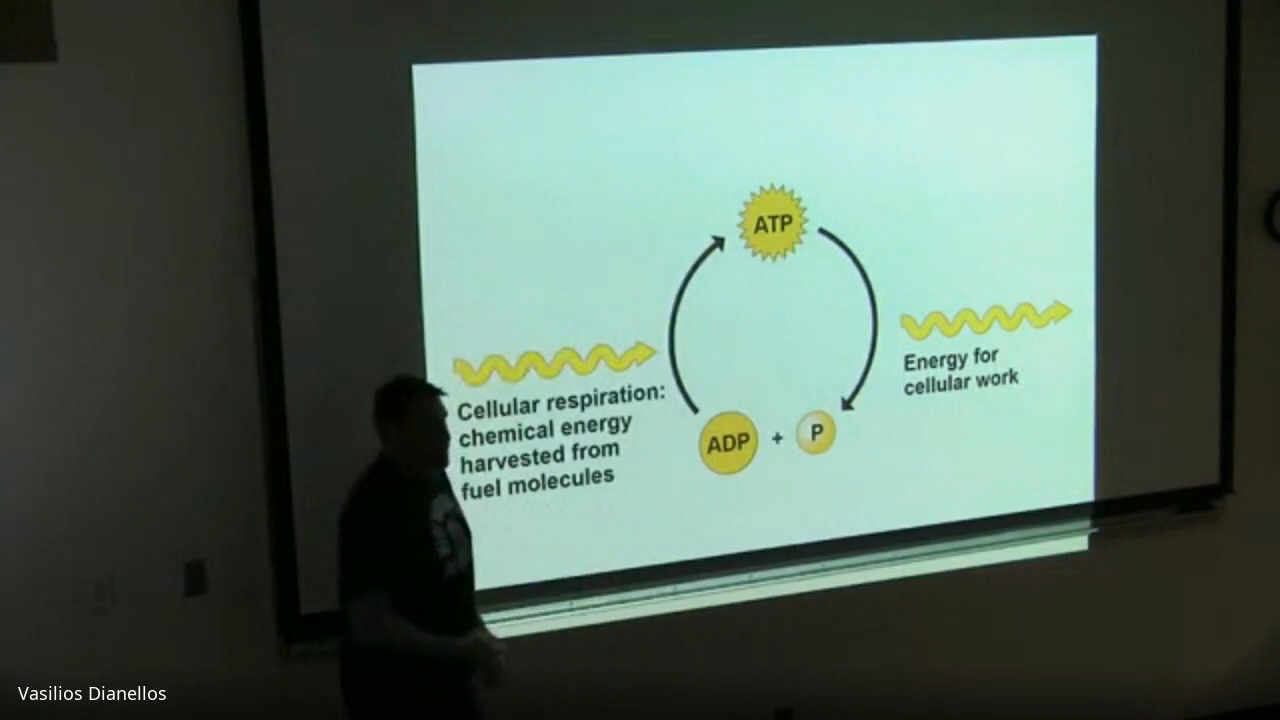 ATP
Energy for
cellular work
Cellular respiration:
chemical energy
harvested from
fuel molecules
ADP + P
Vasilios Dianellos